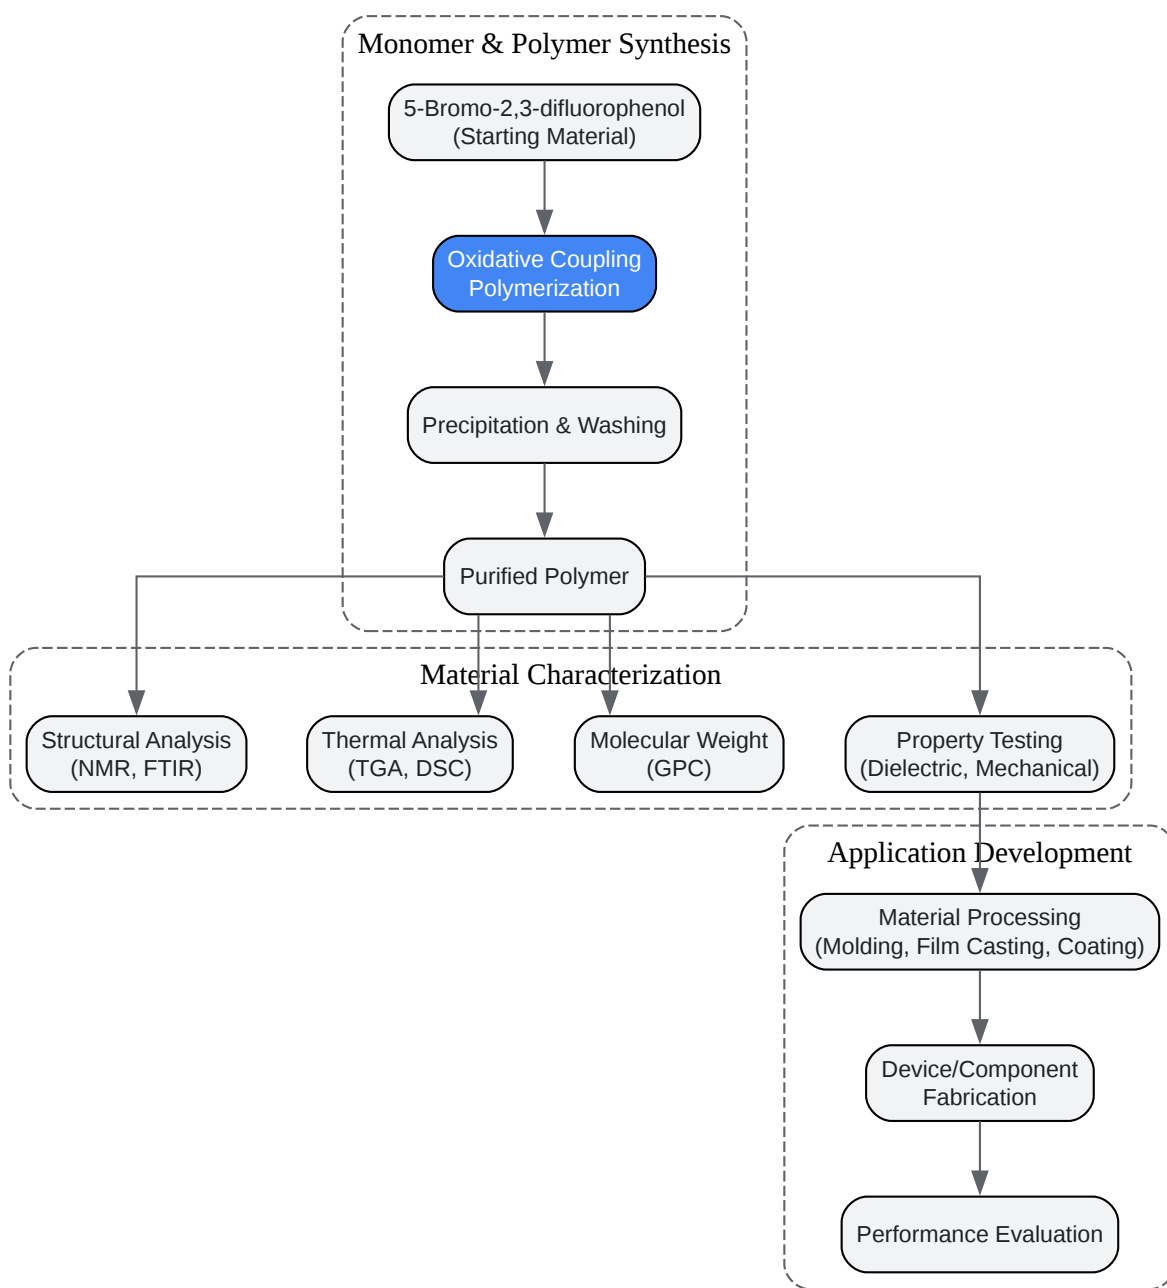 Monomer & Polymer Synthesis
5-Bromo-2,3-difluorophenol
(Starting Material)
Oxidative Coupling
Polymerization
Precipitation & Washing
Purified Polymer
Material Characterization
Structural Analysis
(NMR, FTIR)
Thermal Analysis
(TGA, DSC)
Molecular Weight
(GPC)
Property Testing
(Dielectric, Mechanical)
Application Development
Material Processing
(Molding, Film Casting, Coating)
Device/Component
Fabrication
Performance Evaluation